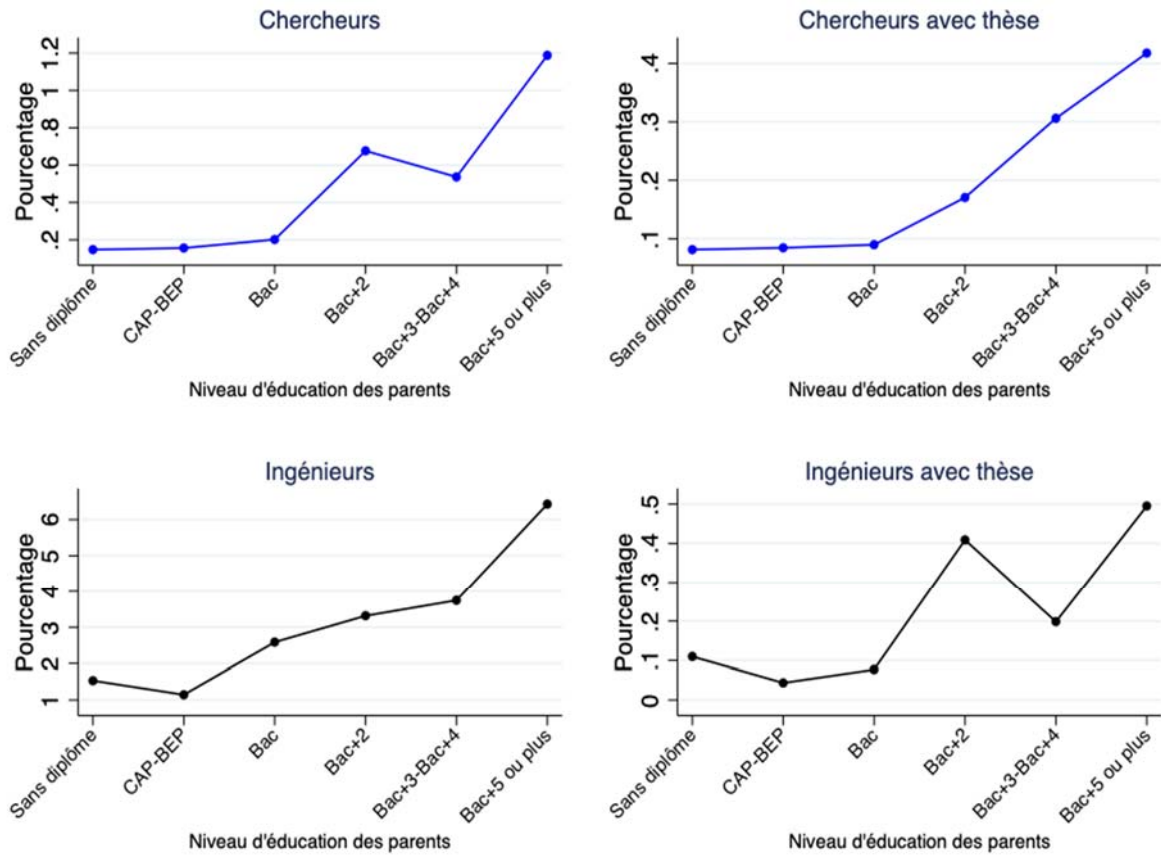 Chercheurs
Pourcentage
1.2
1
.8
.6
.4
.2
Sans diplôme
CAP-BEP
Bac
Bac+2
Bac+3-Bac+4
Bac+5 ou plus
Niveau d'éducation des parents
Chercheurs avec thèse
Pourcentage
.4
.3
.2
.1
Sans diplôme
CAP-BEP
Bac
Bac+2
Bac+3-Bac+4
Bac+5 ou plus
Niveau d'éducation des parents
Ingénieurs
Pourcentage
6
5
4
3
2
1
Sans diplôme
CAP-BEP
Bac
Bac+2
Bac+3-Bac+4
Bac+5 ou plus
Niveau d'éducation des parents
Ingénieurs avec thèse
Pourcentage
.5
.4
.3
.2
.1
0
Sans diplôme
CAP-BEP
Bac
Bac+2
Bac+3-Bac+4
Bac+5 ou plus
Niveau d'éducation des parents